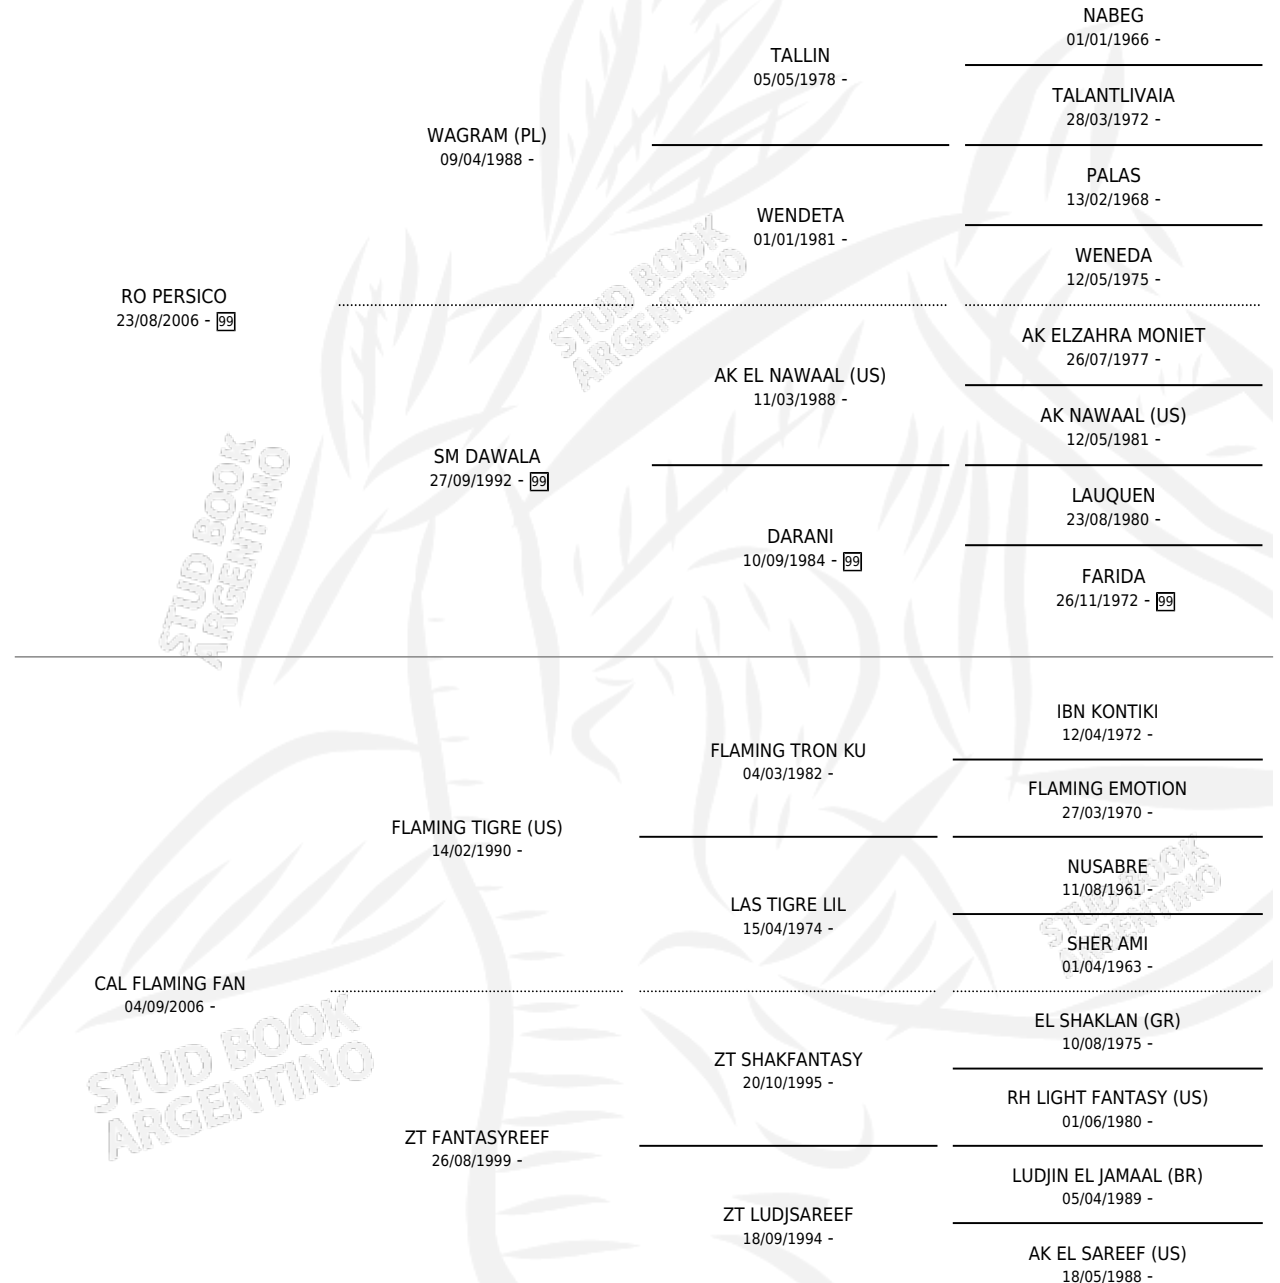 NABEG
01/01/1966 -
TALLIN
05/05/1978 -
TALANTLIVAIA
28/03/1972 -
WAGRAM (PL)
09/04/1988 -
PALAS
13/02/1968 -
WENDETA
01/01/1981 -
WENEDA
12/05/1975 -
RO PERSICO
23/08/2006 - 99
AK ELZAHRA MONIET
26/07/1977 -
AK EL NAWAAL (US)
11/03/1988 -
AK NAWAAL (US)
12/05/1981 -
SM DAWALA
27/09/1992 - 99
LAUQUEN
23/08/1980 -
DARANI
10/09/1984 - 99
FARIDA
26/11/1972 - 99
IBN KONTIKI
12/04/1972 -
FLAMING TRON KU
04/03/1982 -
FLAMING EMOTION
27/03/1970 -
FLAMING TIGRE (US)
14/02/1990 -
NUSABRE
11/08/1961 -
LAS TIGRE LIL
15/04/1974 -
SHER AMI
01/04/1963 -
CAL FLAMING FAN
04/09/2006 -
EL SHAKLAN (GR)
10/08/1975 -
ZT SHAKFANTASY
20/10/1995 -
RH LIGHT FANTASY (US)
01/06/1980 -
ZT FANTASYREEF
26/08/1999 -
LUDJIN EL JAMAAL (BR)
05/04/1989 -
ZT LUDJSAREEF
18/09/1994 -
AK EL SAREEF (US)
18/05/1988 -
STUD BOOK
ARGENTINO
STUD BOOK
ARGENTINO
STUD BOOK
ARGENTINO
STUD BOOK
ARGENTINO